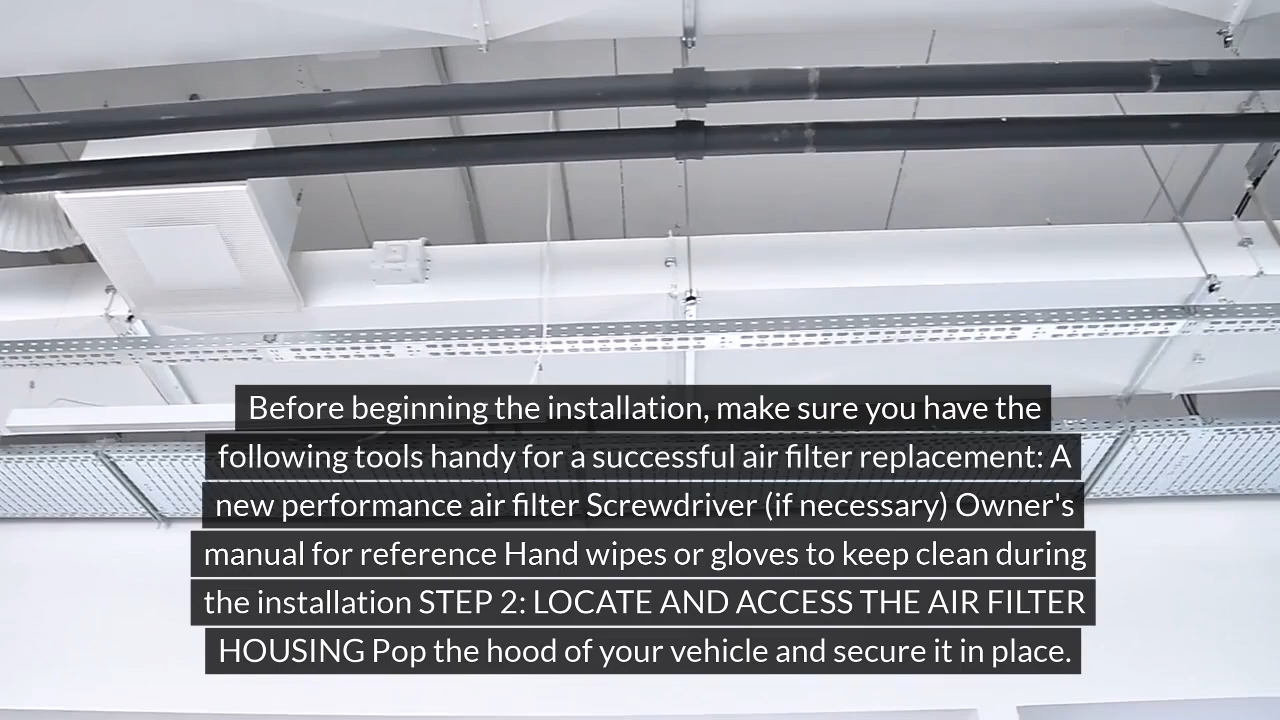 Before beginning the installation, make sure you have the
following tools handy for a successful air filter replacement: A
new performance air filter Screwdriver (if necessary) Owner's
manual for reference Hand wipes or gloves to keep clean during
the installation STEP 2: LOCATE AND ACCESS THE AIR FILTER
HOUSING Pop the hood of your vehicle and secure it in place.